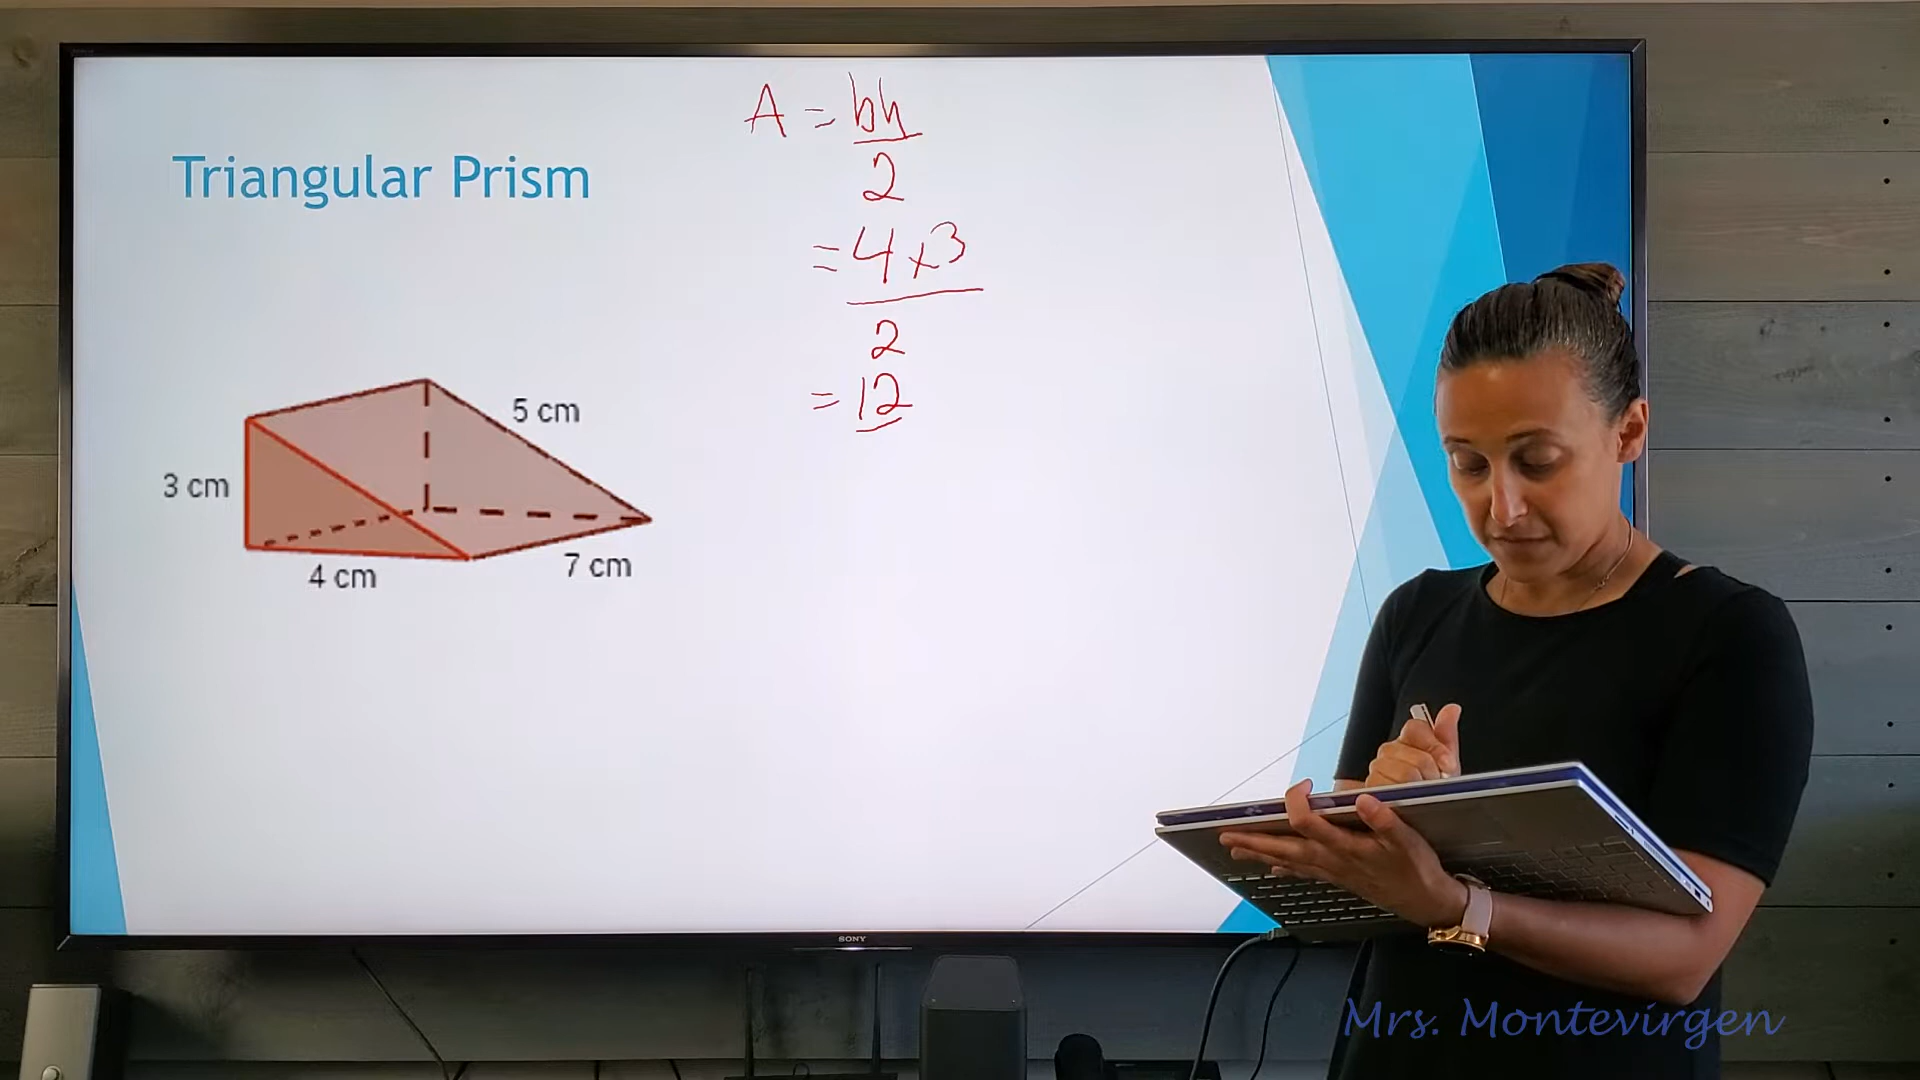 Triangular Prism
A = bh
2
= 4 x 3
2
= 12
5 cm
3 cm
4 cm
7 cm
SONY
Mrs. Montevirgen